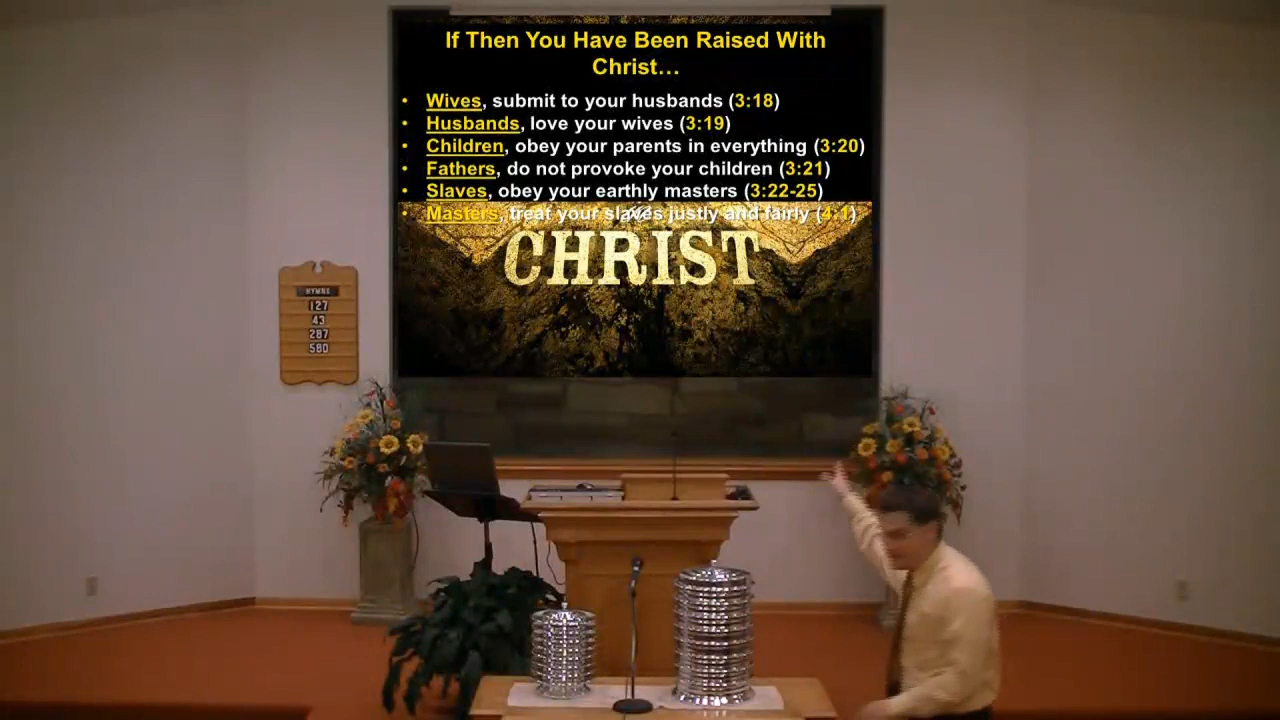 If Then You Have Been Raised With
Christ…
• Wives, submit to your husbands (3:18)
• Husbands, love your wives (3:19)
• Children, obey your parents in everything (3:20)
• Fathers, do not provoke your children (3:21)
• Slaves, obey your earthly masters (3:22-25)
• Masters, treat your slaves justly and fairly (4:1)
CHRIST
HYMNS
127
43
287
580